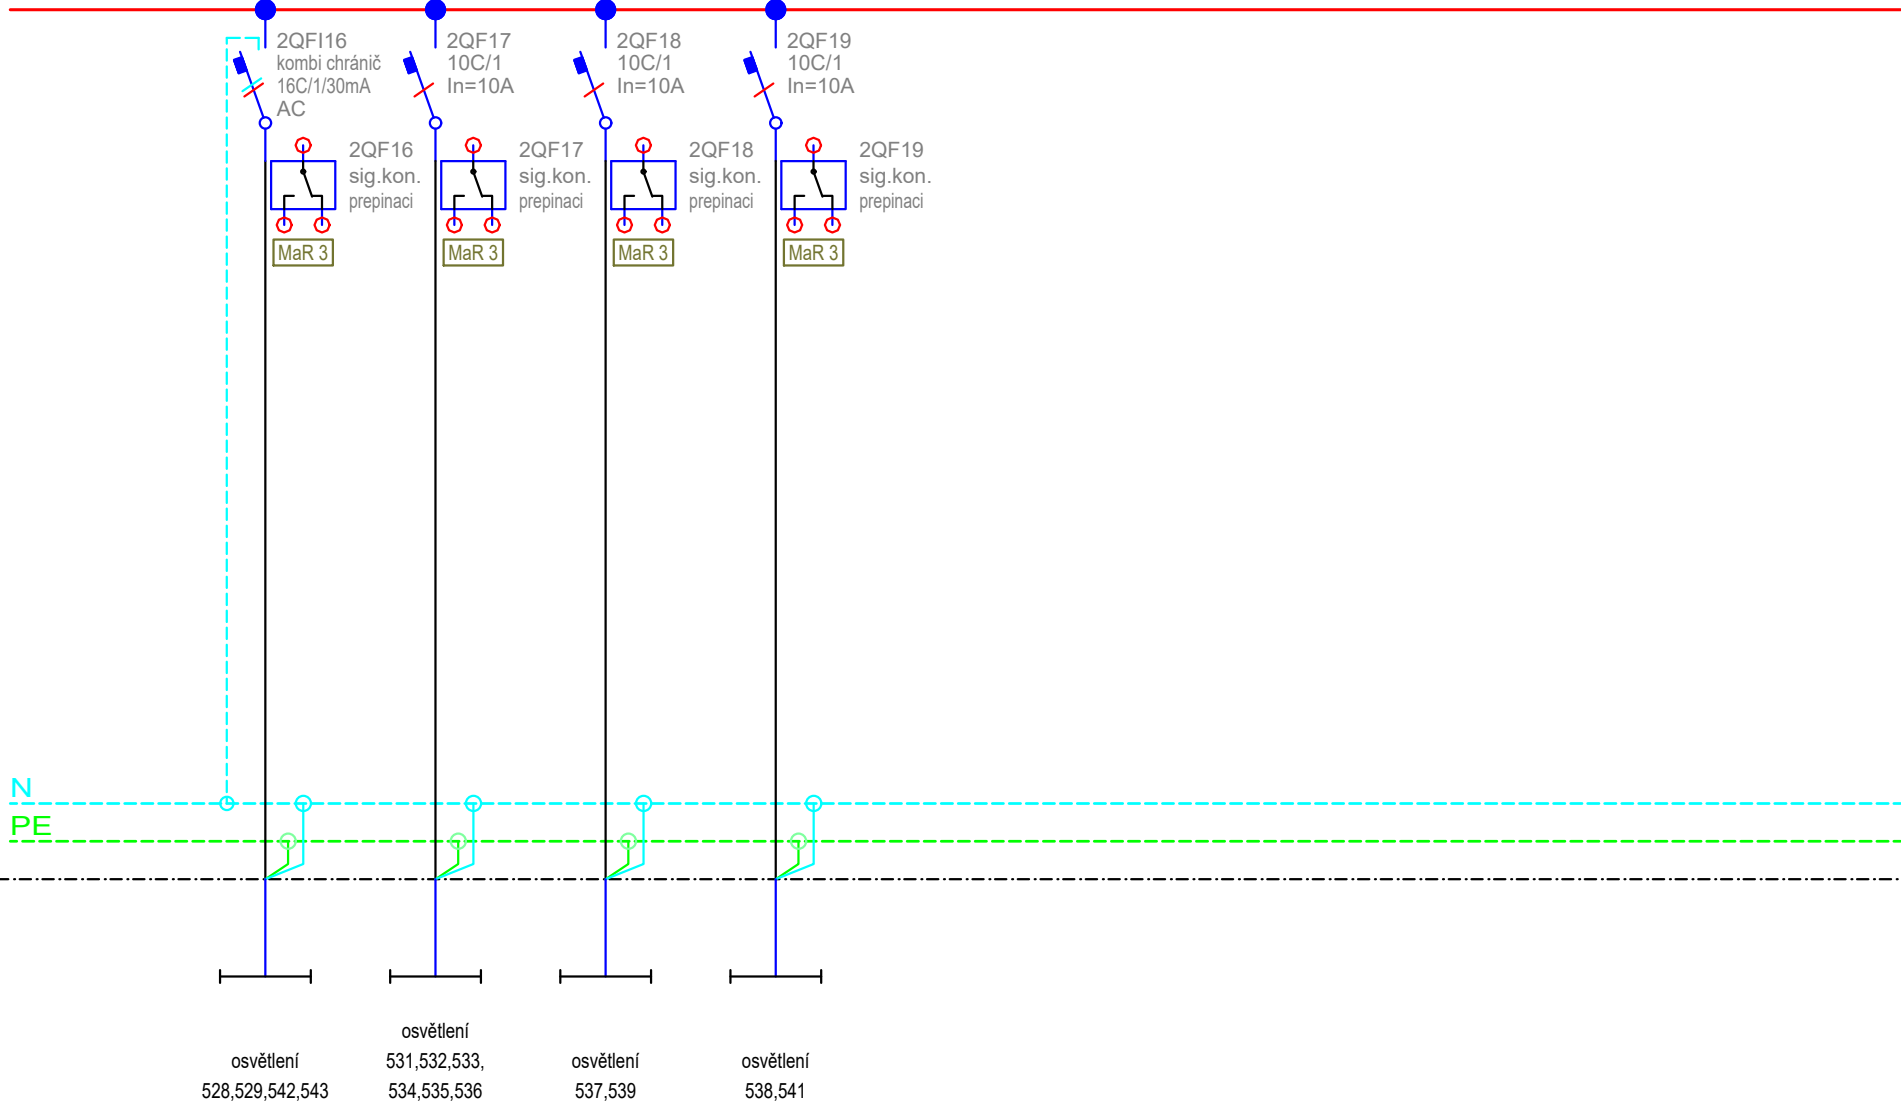 2QFI16
kombi chránič
16C/1/30mA
AC
2QF17
10C/1
In=10A
2QF18
10C/1
In=10A
2QF19
10C/1
In=10A
2QF16
sig.kon.
prepinaci
MaR 3
2QF17
sig.kon.
prepinaci
MaR 3
2QF18
sig.kon.
prepinaci
MaR 3
2QF19
sig.kon.
prepinaci
MaR 3
N
PE
osvětlení
528,529,542,543
osvětlení
531,532,533,
534,535,536
osvětlení
537,539
osvětlení
538,541